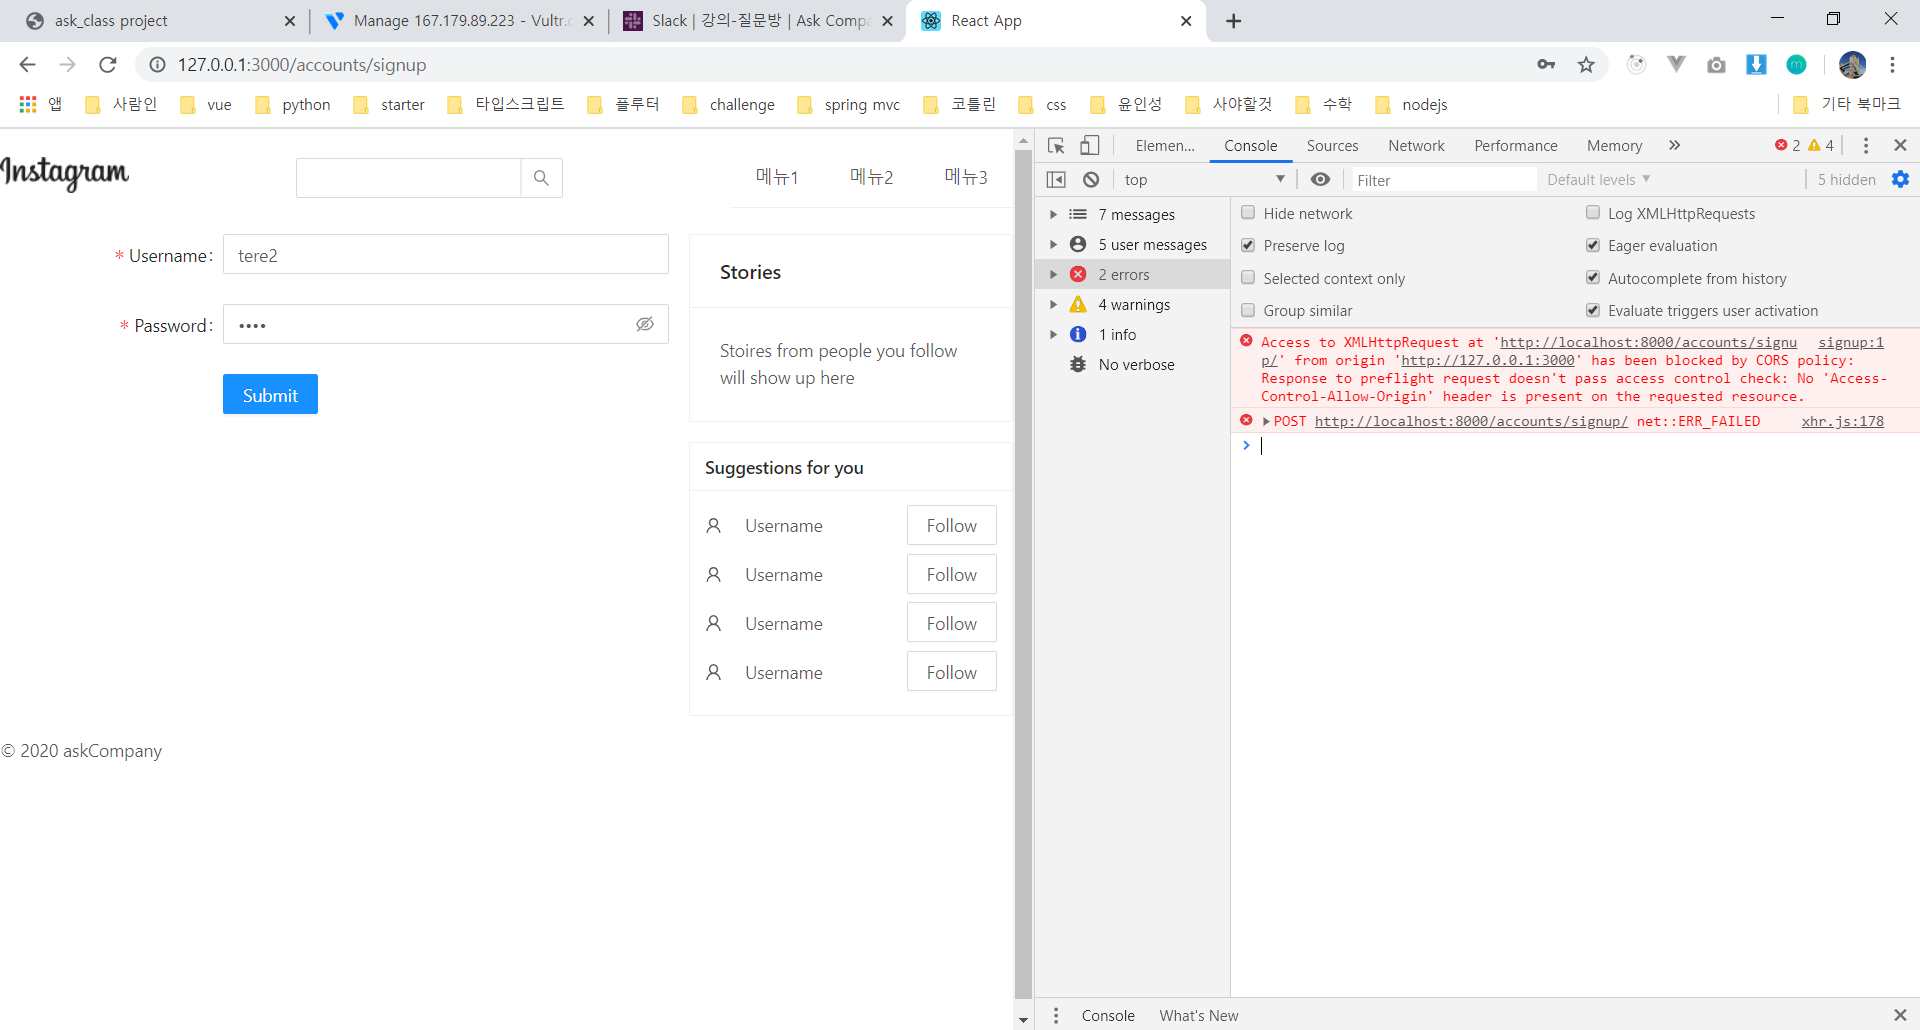 ask_class project
Manage 167.179.89.223 - Vultr.c
Slack | 강의-질문방 | Ask Compa
React App
127.0.0.1:3000/accounts/signup
앱 사람인 vue python starter 타입스크립트 플루터 challenge spring mvc 코틀린 css 윤인성 사야할것 수학 nodejs 기타 북마크
Instagram
메뉴1 메뉴2 메뉴3
* Username: tere2
* Password: ••••
Submit
Stories
Stoires from people you follow
will show up here
Suggestions for you
Username Follow
Username Follow
Username Follow
Username Follow
© 2020 askCompany
Elemen... Console Sources Network Performance Memory » 2 4
top Filter Default levels 5 hidden
7 messages
5 user messages
2 errors
4 warnings
1 info
No verbose
Hide network Log XMLHttpRequests
Preserve log Eager evaluation
Selected context only Autocomplete from history
Group similar Evaluate triggers user activation
Access to XMLHttpRequest at 'http://localhost:8000/accounts/signu signup:1
p/' from origin 'http://127.0.0.1:3000' has been blocked by CORS policy:
Response to preflight request doesn't pass access control check: No 'Access-
Control-Allow-Origin' header is present on the requested resource.
POST http://localhost:8000/accounts/signup/ net::ERR_FAILED xhr.js:178
Console What's New